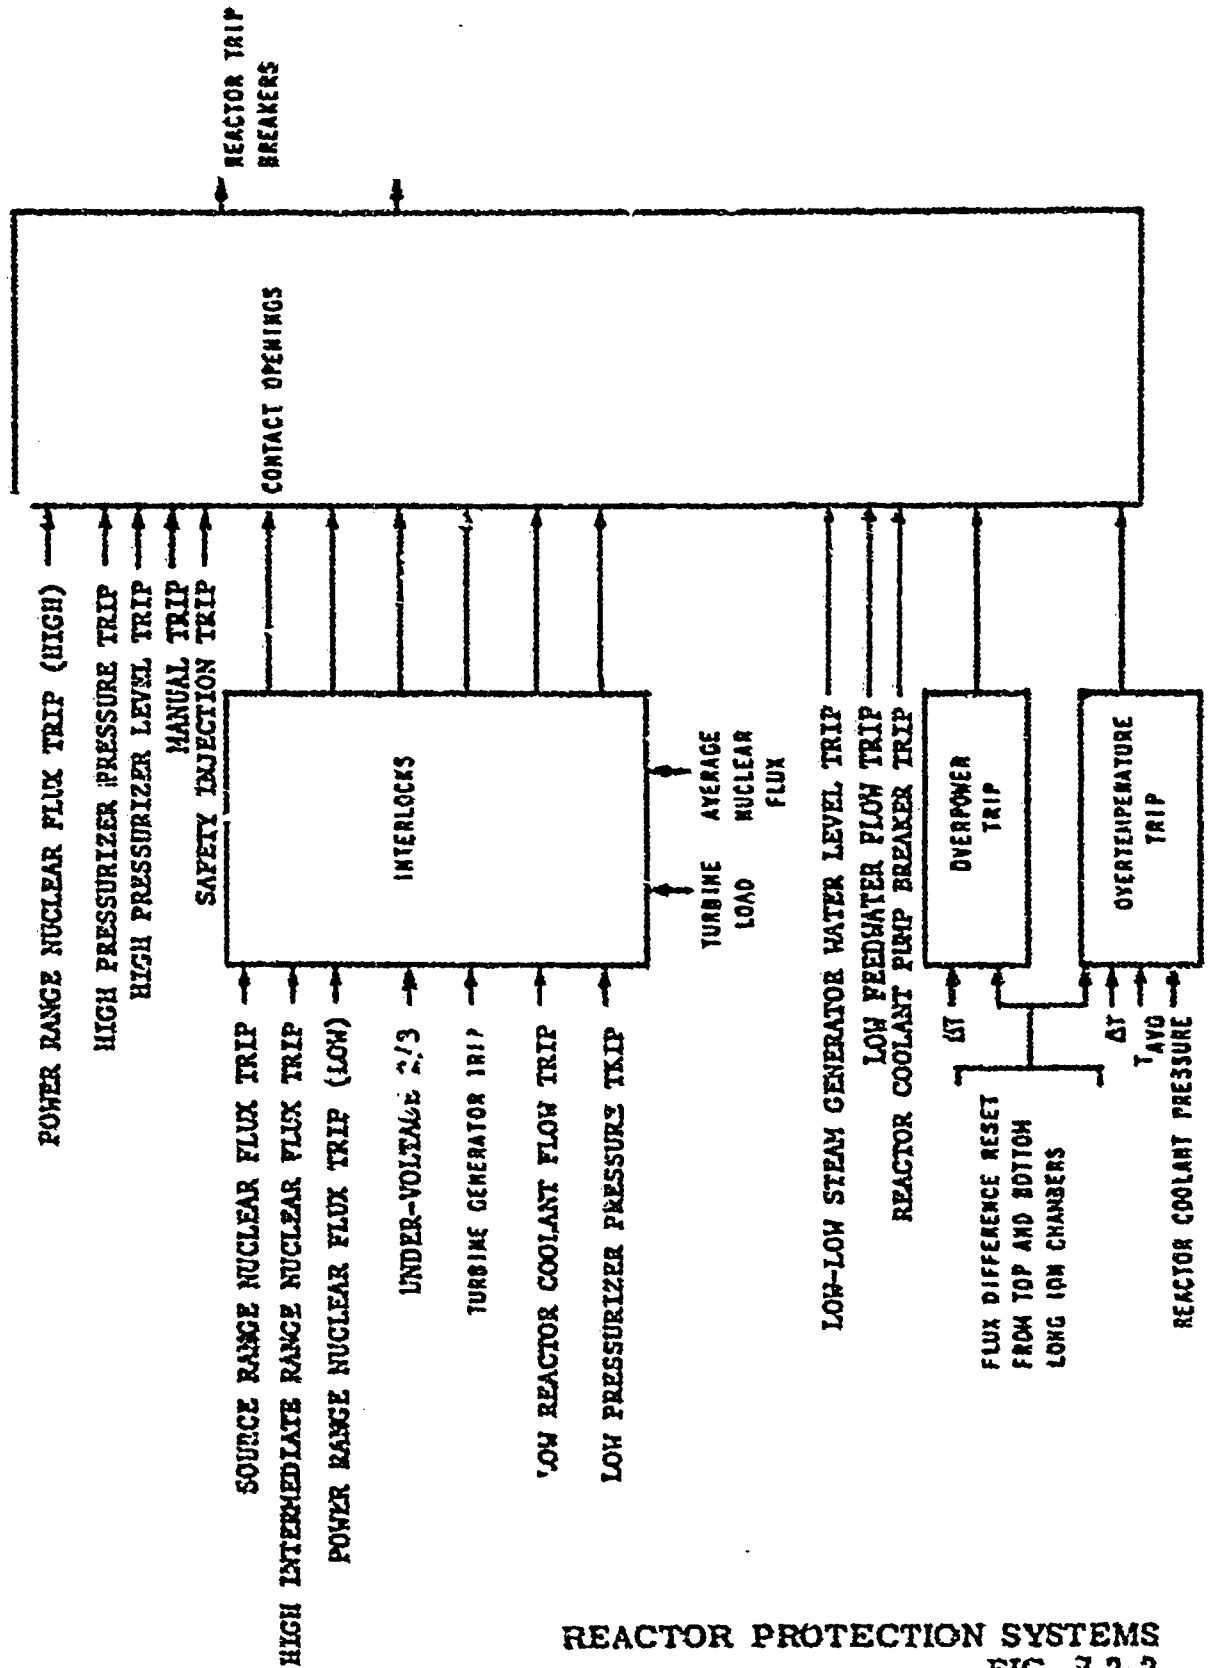 POWER RANGE NUCLEAR FLUX TRIP (HIGH)
HIGH PRESSURIZER PRESSURE TRIP
HIGH PRESSURIZER LEVEL TRIP
MANUAL TRIP
SAFETY INJECTION TRIP
SOURCE RANGE NUCLEAR FLUX TRIP
HIGH INTERMEDIATE RANGE NUCLEAR FLUX TRIP
POWER RANGE NUCLEAR FLUX TRIP (LOW)
UNDER-VOLTAGE 2/3
TURBINE GENERATOR TRIP
LOW REACTOR COOLANT FLOW TRIP
LOW PRESSURIZER PRESSURE TRIP
INTERLOCKS
TURBINE
LOAD
AVERAGE
NUCLEAR
FLUX
CONTACT OPENINGS
REACTOR TRIP
BREAKERS
LOW-LOW STEAM GENERATOR WATER LEVEL TRIP
LOW FEEDWATER FLOW TRIP
REACTOR COOLANT PUMP BREAKER TRIP
ΔT
OVERPOWER
TRIP
FLUX DIFFERENCE RESET
FROM TOP AND BOTTOM
LONG ION CHAMBERS
ΔT
TAVG
REACTOR COOLANT PRESSURE
OVERTEMPERATURE
TRIP
REACTOR PROTECTION SYSTEMS
FIG.